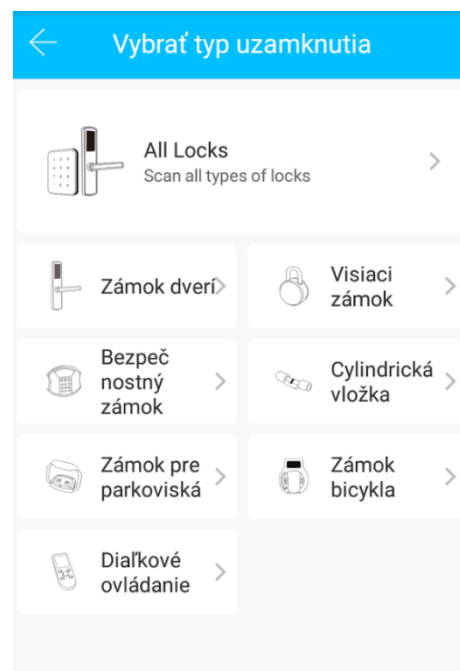 Vybrať typ uzamknutia
All Locks
Scan all types of locks
Zámok dverí
Visiaci
zámok
Bezpeč
nostný
zámok
Cylindrická
vložka
Zámok pre
parkoviská
Zámok
bicykla
Diaľkové
ovládanie